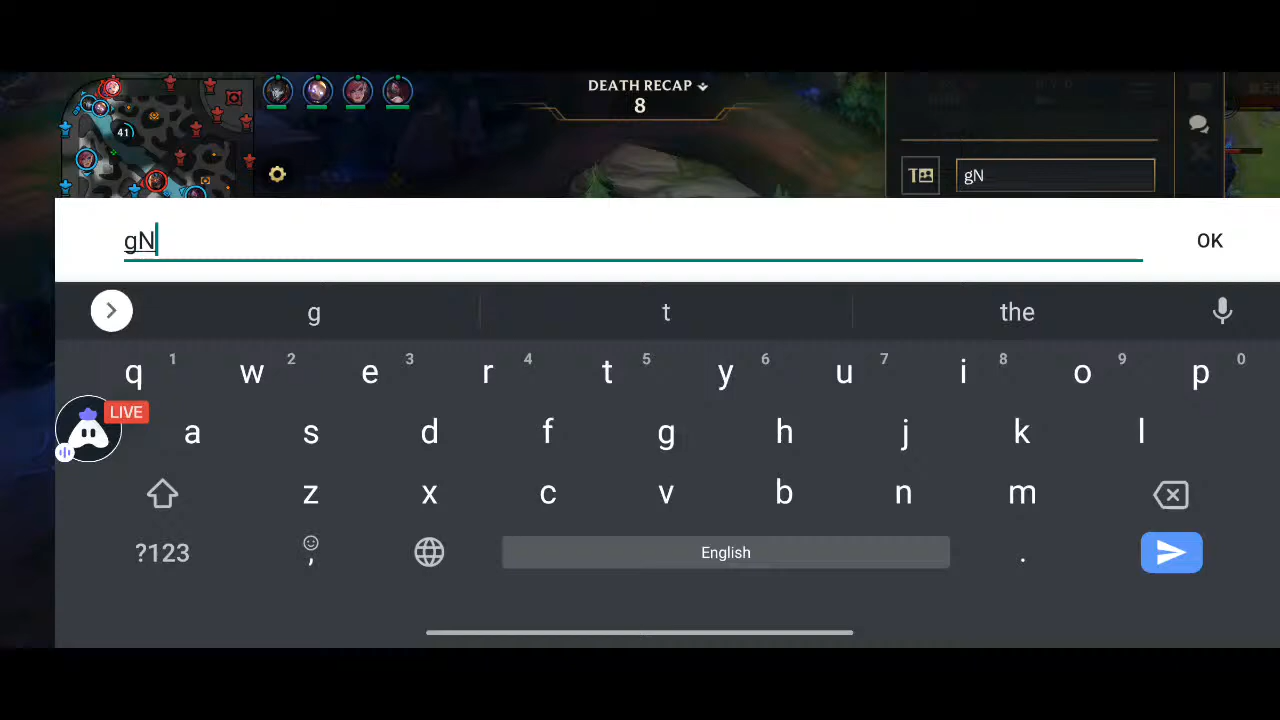 DEATH RECAP
8
41
T
gN
gN
OK
g t the
q 1 w 2 e 3 r 4 t 5 y 6 u 7 i 8 o 9 p 0
LIVE
a s d f g h j k l
z x c v b n m
?123 , English .